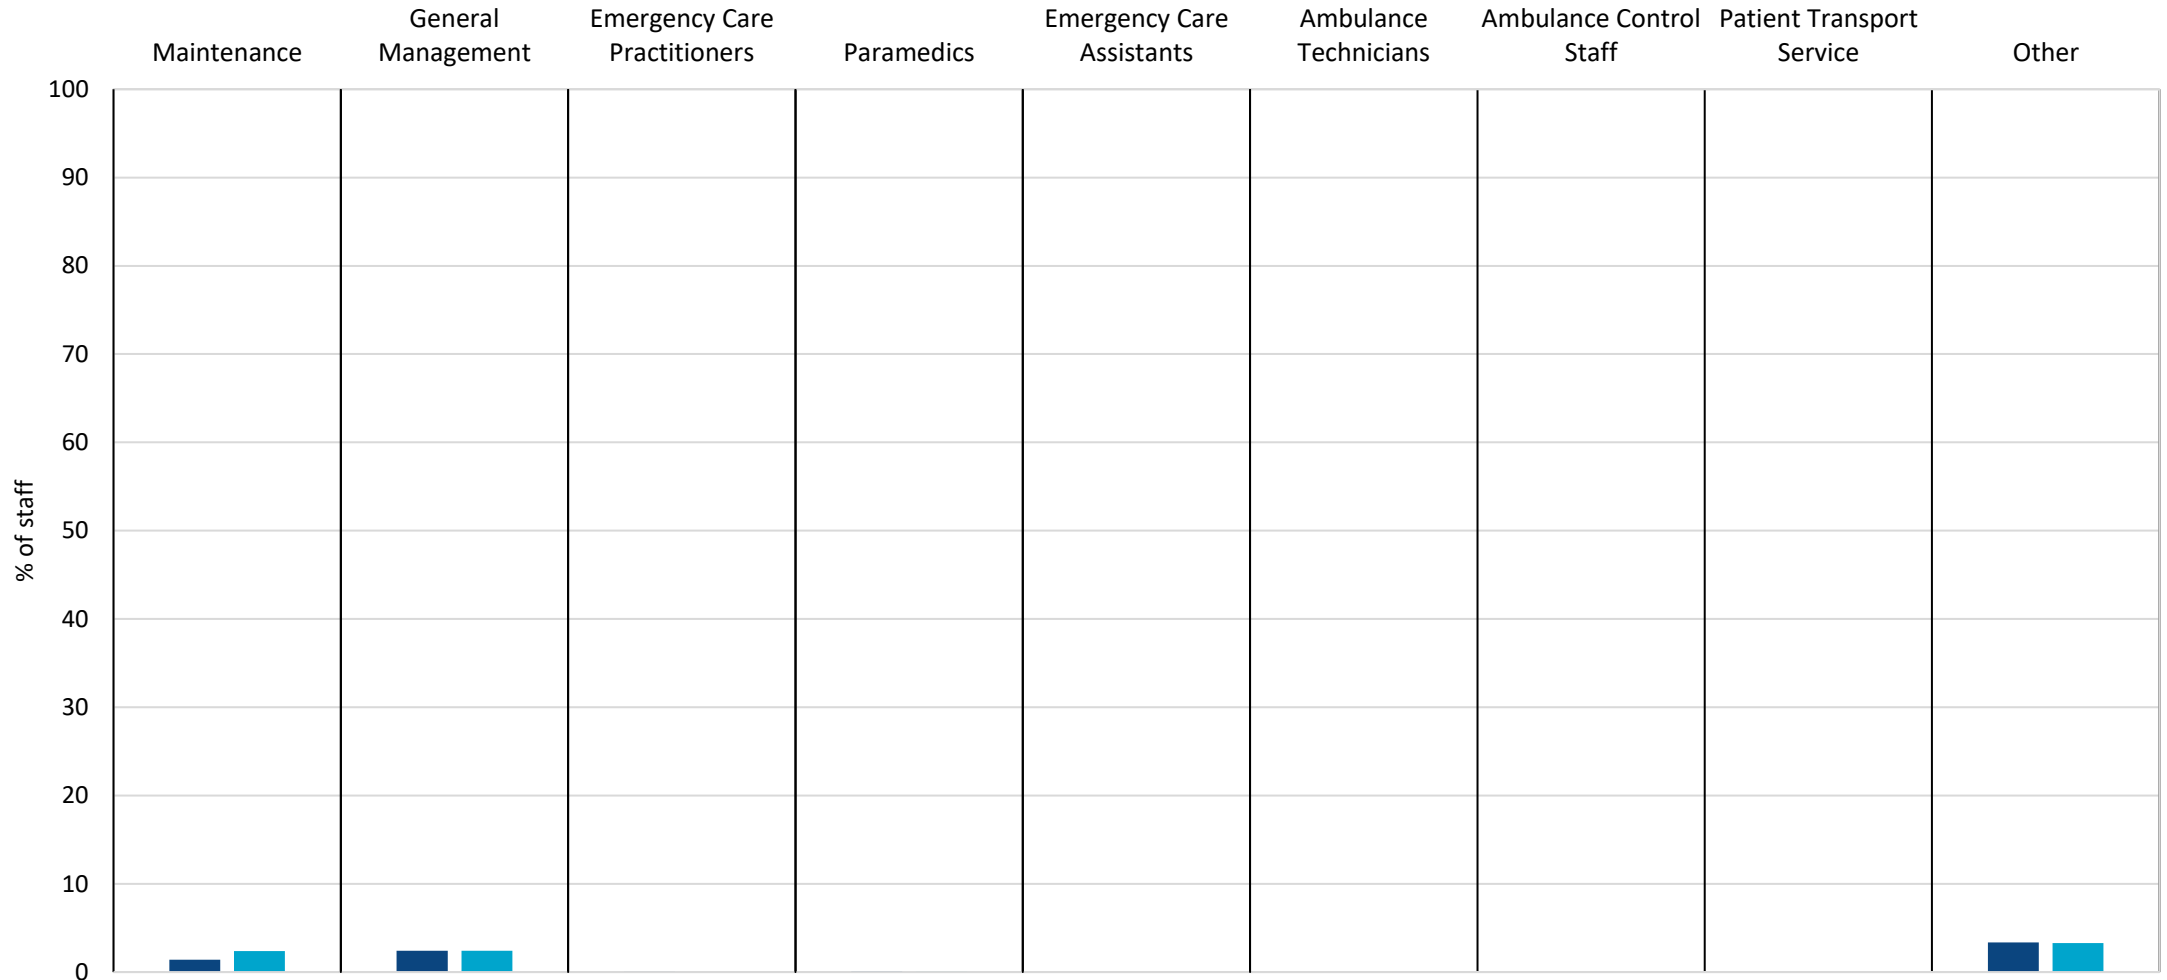 Maintenance
General
Management
Emergency Care
Practitioners
Paramedics
Emergency Care
Assistants
Ambulance
Technicians
Ambulance Control
Staff
Patient Transport
Service
Other
100
90
80
70
60
50
40
30
20
10
0
% of staff